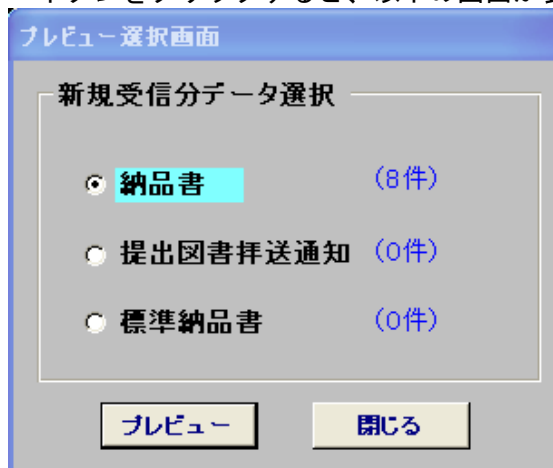 プレビュー選択画面
新規受信分データ選択
納品書 (8件)
提出図書拝送通知 (0件)
標準納品書 (0件)
プレビュー 閉じる